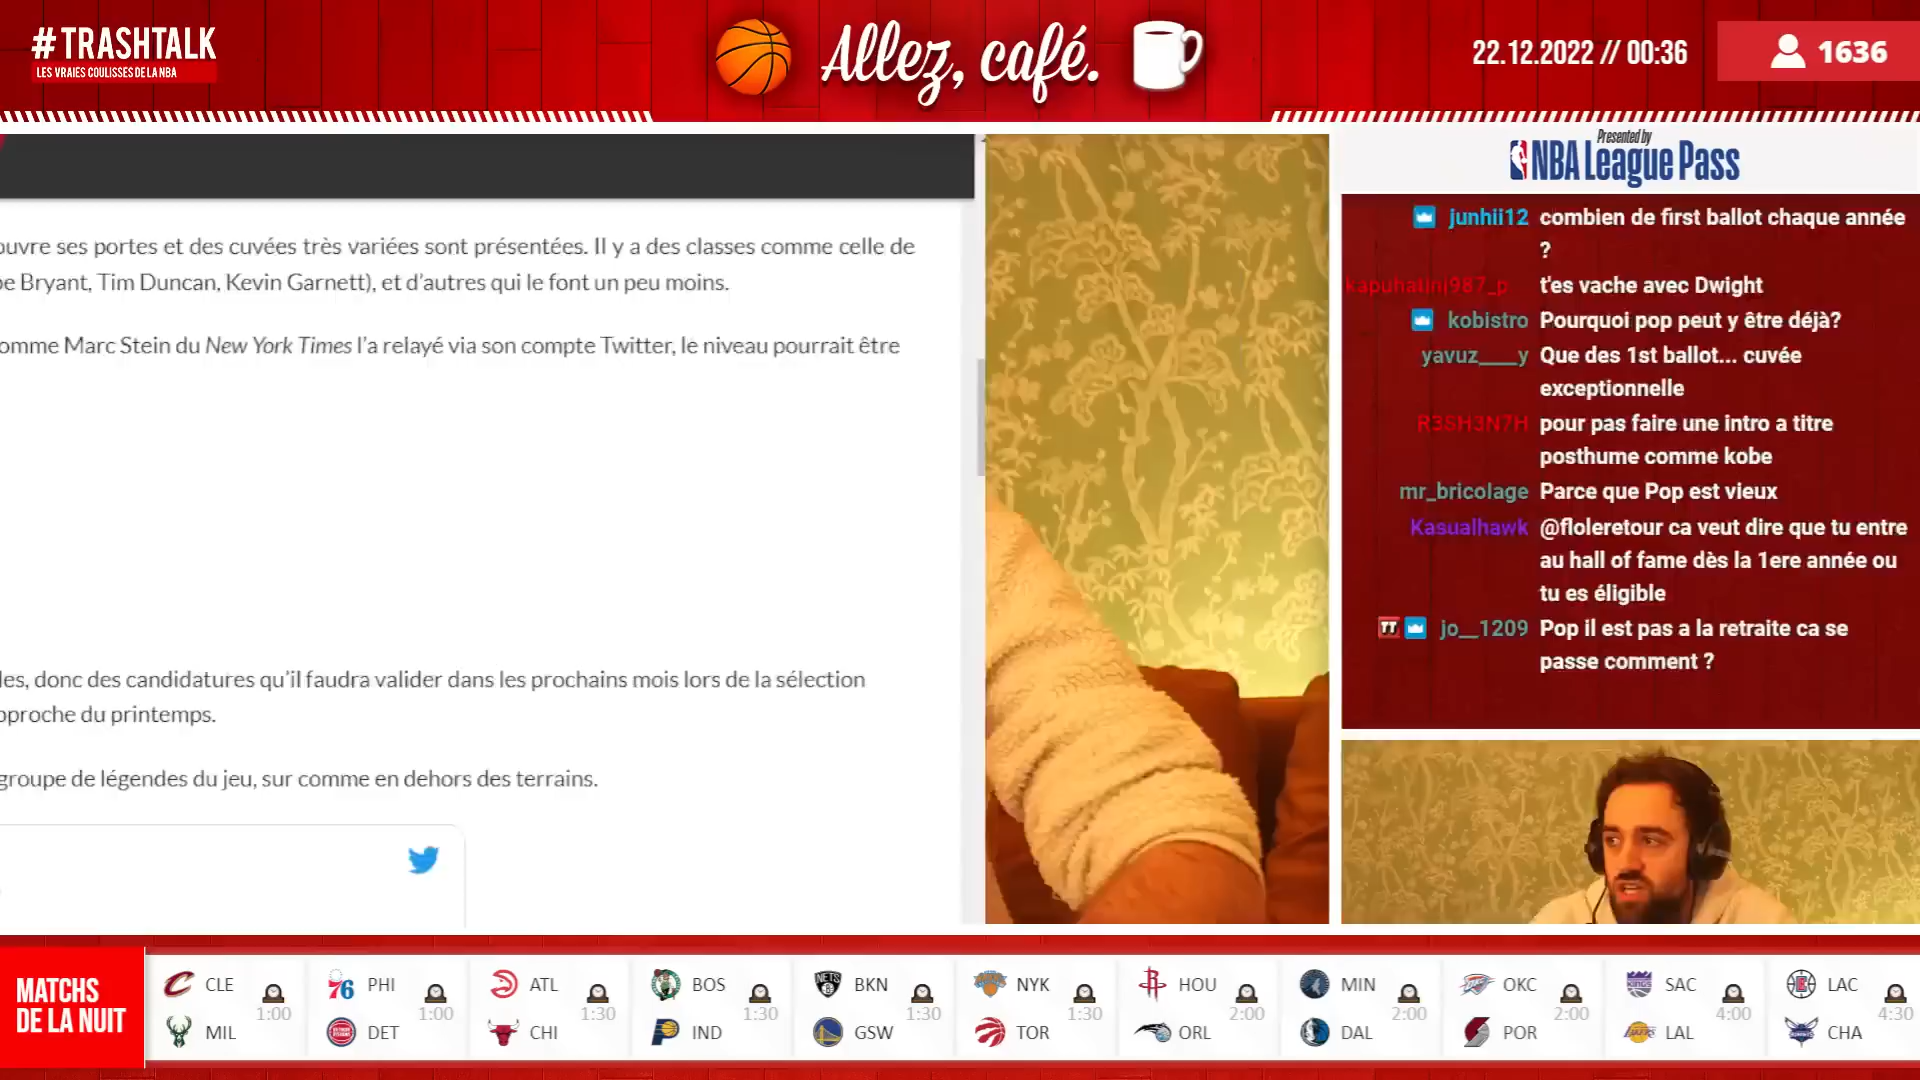 #TRASHTALK
LES VRAIES COULISSES DE LA NBA
Allez, café.
22.12.2022 // 00:36
1636
ouvre ses portes et des cuvées très variées sont présentées. Il y a des classes comme celle de
be Bryant, Tim Duncan, Kevin Garnett), et d'autres qui le font un peu moins.
omme Marc Stein du New York Times l'a relayé via son compte Twitter, le niveau pourrait être
les, donc des candidatures qu'il faudra valider dans les prochains mois lors de la sélection
pproche du printemps.
groupe de légendes du jeu, sur comme en dehors des terrains.
Presented by
NBA League Pass
junhii12 combien de first ballot chaque année
?
t'es vache avec Dwight
kobistro Pourquoi pop peut y être déjà?
yavuz____y Que des 1st ballot... cuvée
exceptionnelle
R3SH3N7H pour pas faire une intro a titre
posthume comme kobe
mr_bricolage Parce que Pop est vieux
Kasualhawk @floleretour ca veut dire que tu entre
au hall of fame dès la 1ere année ou
tu es éligible
TT jo__1209 Pop il est pas a la retraite ca se
passe comment ?
MATCHS
DE LA NUIT
CLE
MIL
1:00
PHI
DET
1:00
ATL
CHI
1:30
BOS
IND
1:30
BKN
GSW
1:30
NYK
TOR
1:30
HOU
ORL
2:00
MIN
DAL
2:00
OKC
POR
2:00
SAC
LAL
4:00
LAC
CHA
4:30